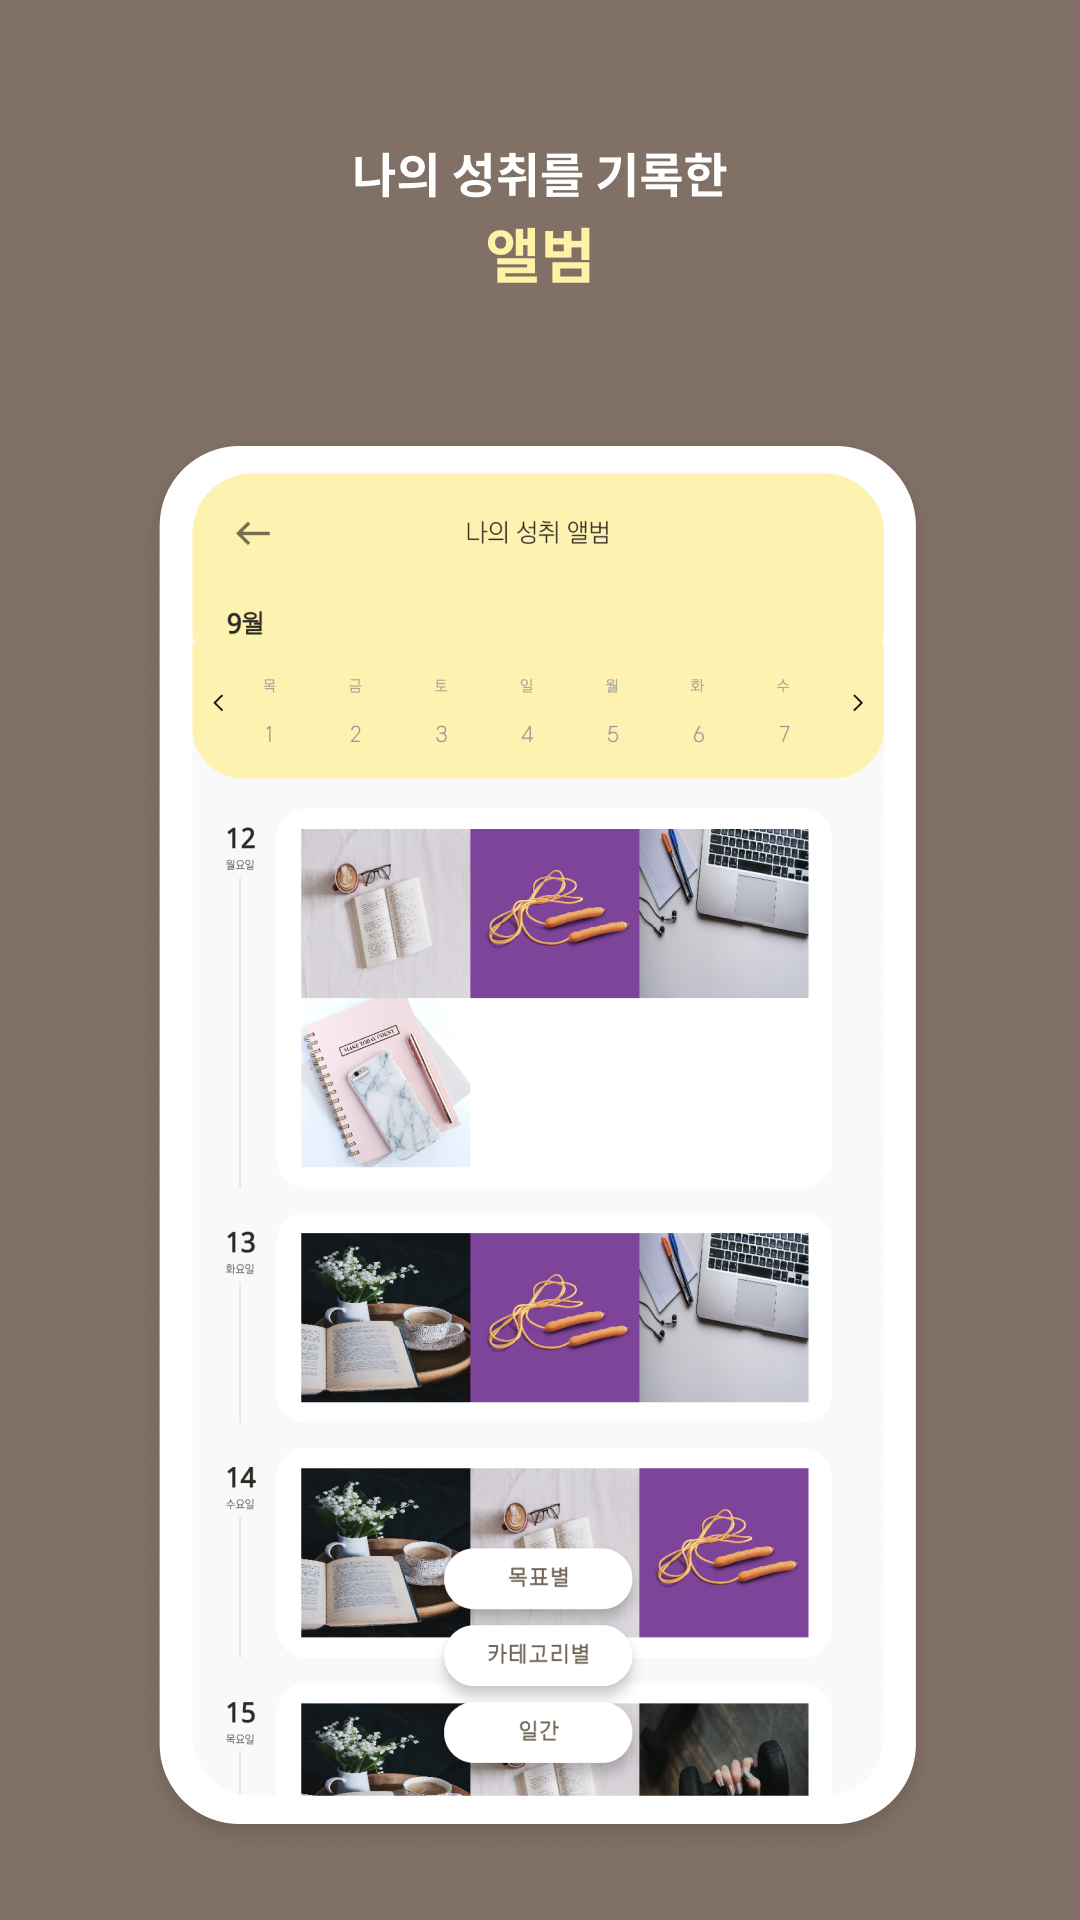 나의 성취를 기록한
앨범
나의 성취 앨범
9월
목 금 토 일 월 화 수
1 2 3 4 5 6 7
12
월요일
MAKE TODAY COUNT
13
화요일
14
수요일
목표별
카테고리별
15
목요일
일간